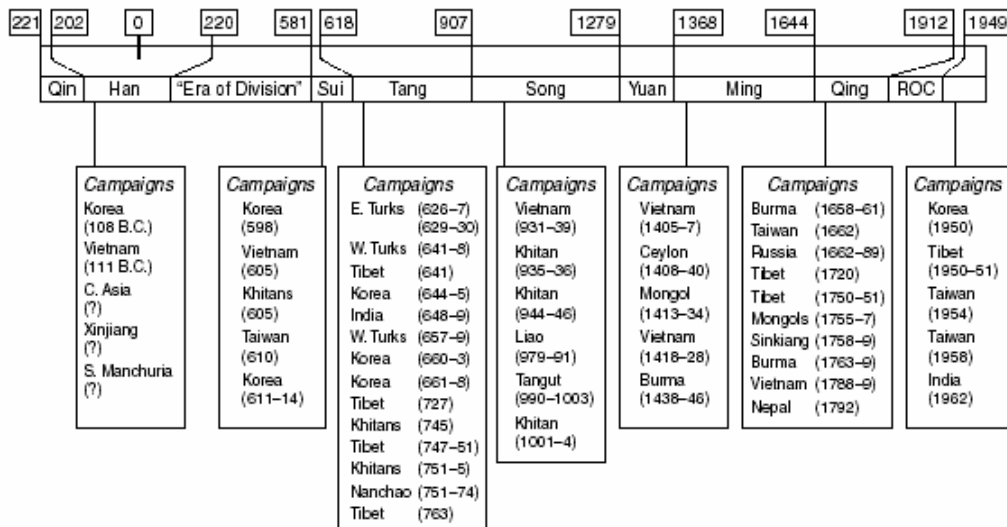 221 202 0 220 581 618 907 1279 1368 1644 1912 1949
Qin Han "Era of Division" Sui Tang Song Yuan Ming Qing ROC
Campaigns
Korea
(108 B.C.)
Vietnam
(111 B.C.)
C. Asia
(?)
Xinjiang
(?)
S. Manchuria
(?)
Campaigns
Korea
(598)
Vietnam
(605)
Khitans
(605)
Taiwan
(610)
Korea
(611–14)
Campaigns
E. Turks (626–7)
(629–30)
W. Turks (641–8)
Tibet (641)
Korea (644–5)
India (648–9)
W. Turks (657–9)
Korea (660–3)
Korea (661–8)
Tibet (727)
Khitans (745)
Tibet (747–51)
Khitans (751–5)
Nanchao (751–74)
Tibet (763)
Campaigns
Vietnam
(931–39)
Khitan
(935–36)
Khitan
(944–46)
Liao
(979–91)
Tangut
(990–1003)
Khitan
(1001–4)
Campaigns
Vietnam
(1405–7)
Ceylon
(1408–40)
Mongol
(1413–34)
Vietnam
(1418–28)
Burma
(1438–46)
Campaigns
Burma (1658–61)
Taiwan (1662)
Russia (1662–89)
Tibet (1720)
Tibet (1750–51)
Mongols (1755–7)
Sinkiang (1758–9)
Burma (1763–9)
Vietnam (1788–9)
Nepal (1792)
Campaigns
Korea
(1950)
Tibet
(1950–51)
Taiwan
(1954)
Taiwan
(1958)
India
(1962)